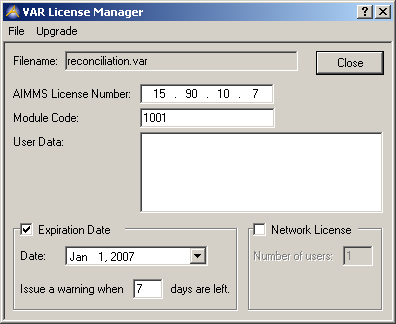 VAR License Manager
File Upgrade
Filename: reconciliation.var
Close
AIMMS License Number: 15 . 90 . 10 . 7
Module Code: 1001
User Data:
Expiration Date
Network License
Date: Jan 1, 2007
Number of users: 1
Issue a warning when 7 days are left.